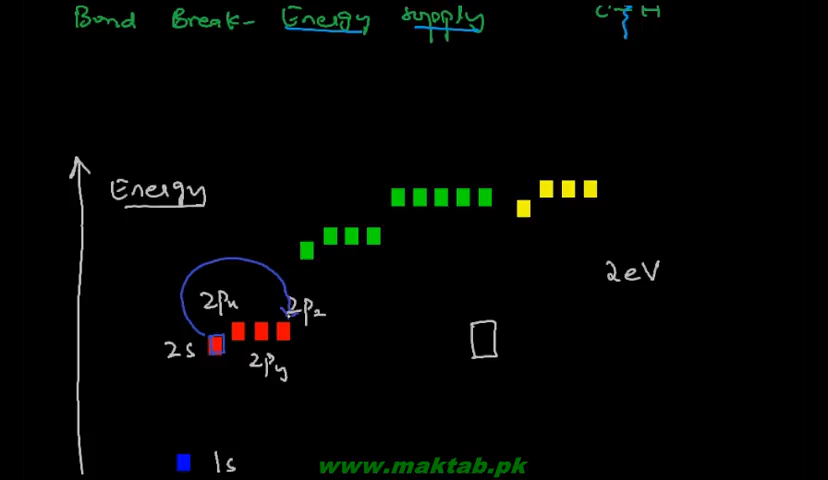 Bond Break- Energy Supply C H
Energy
2eV
2px 2pz
2s 2py
1s
www.maktab.pk